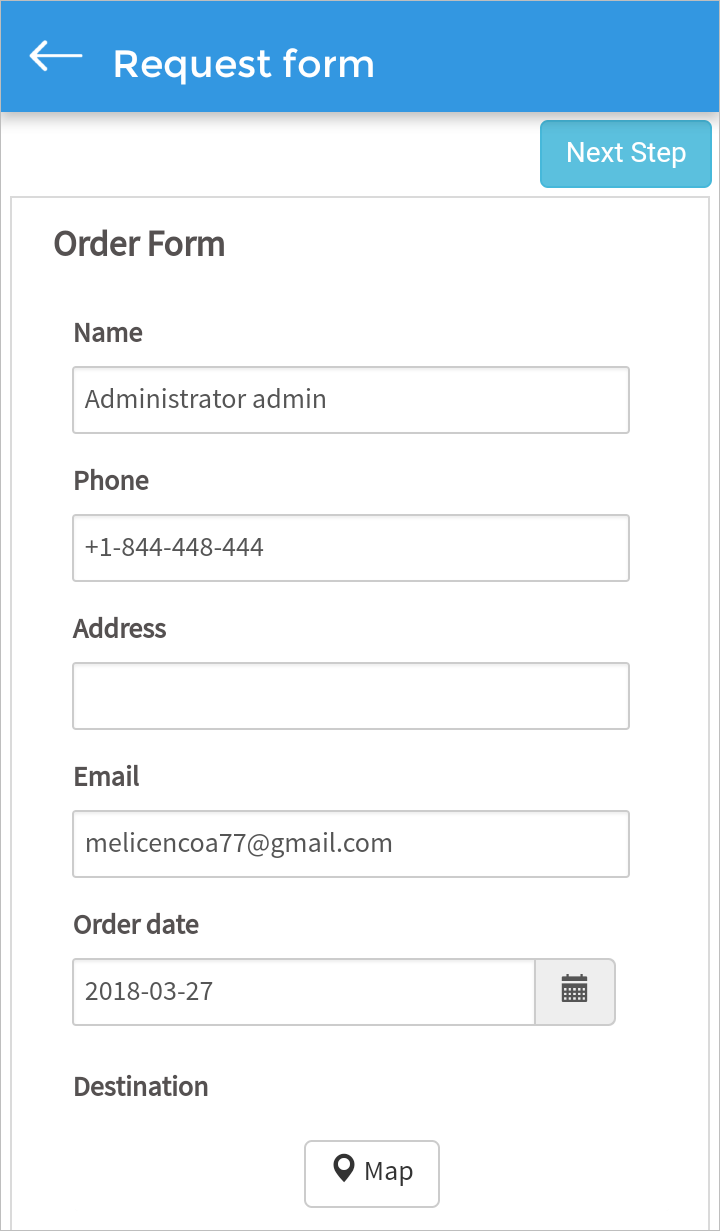 Request form
Next Step
Order Form
Name
Administrator admin
Phone
+1-844-448-444
Address
Email
melicencoa77@gmail.com
Order date
2018-03-27
Destination
Map